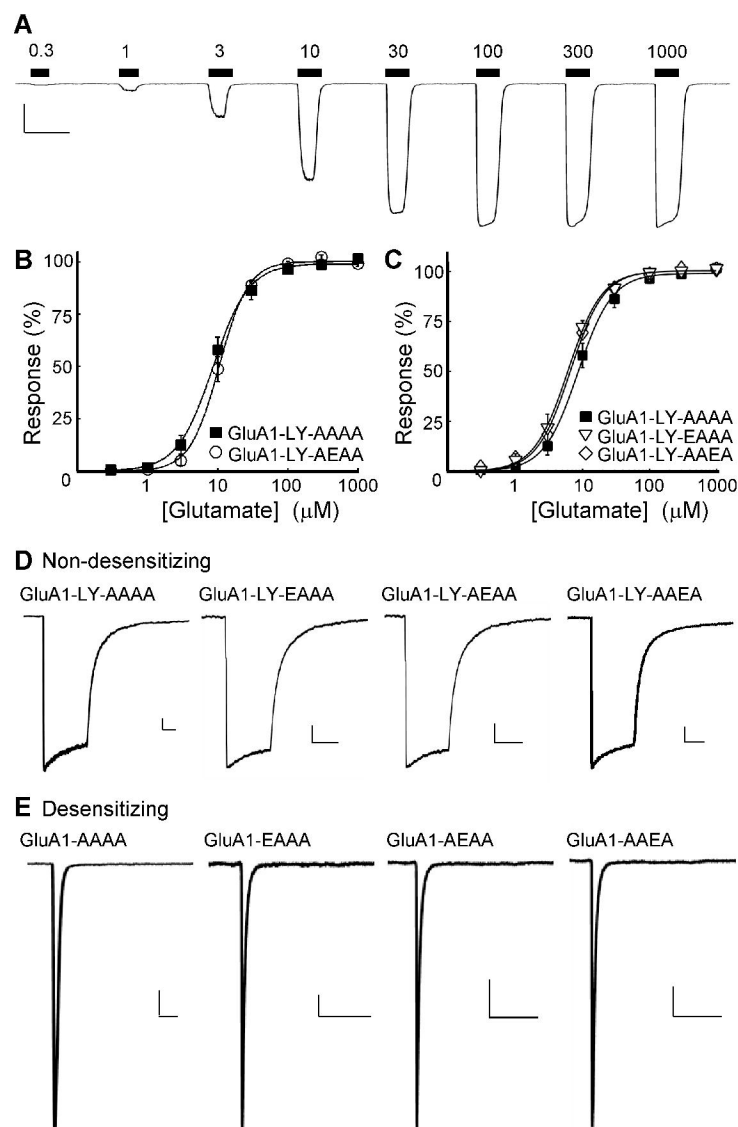 A
0.3 1 3 10 30 100 300 1000
B
100
75
50
25
0
1 10 100 1000
Response (%)
[Glutamate] (μM)
GluA1-LY-AAAA
GluA1-LY-AEAA
C
100
75
50
25
0
1 10 100 1000
Response (%)
[Glutamate] (μM)
GluA1-LY-AAAA
GluA1-LY-EAAA
GluA1-LY-AAEA
D Non-desensitizing
GluA1-LY-AAAA GluA1-LY-EAAA GluA1-LY-AEAA GluA1-LY-AAEA
E Desensitizing
GluA1-AAAA GluA1-EAAA GluA1-AEAA GluA1-AAEA